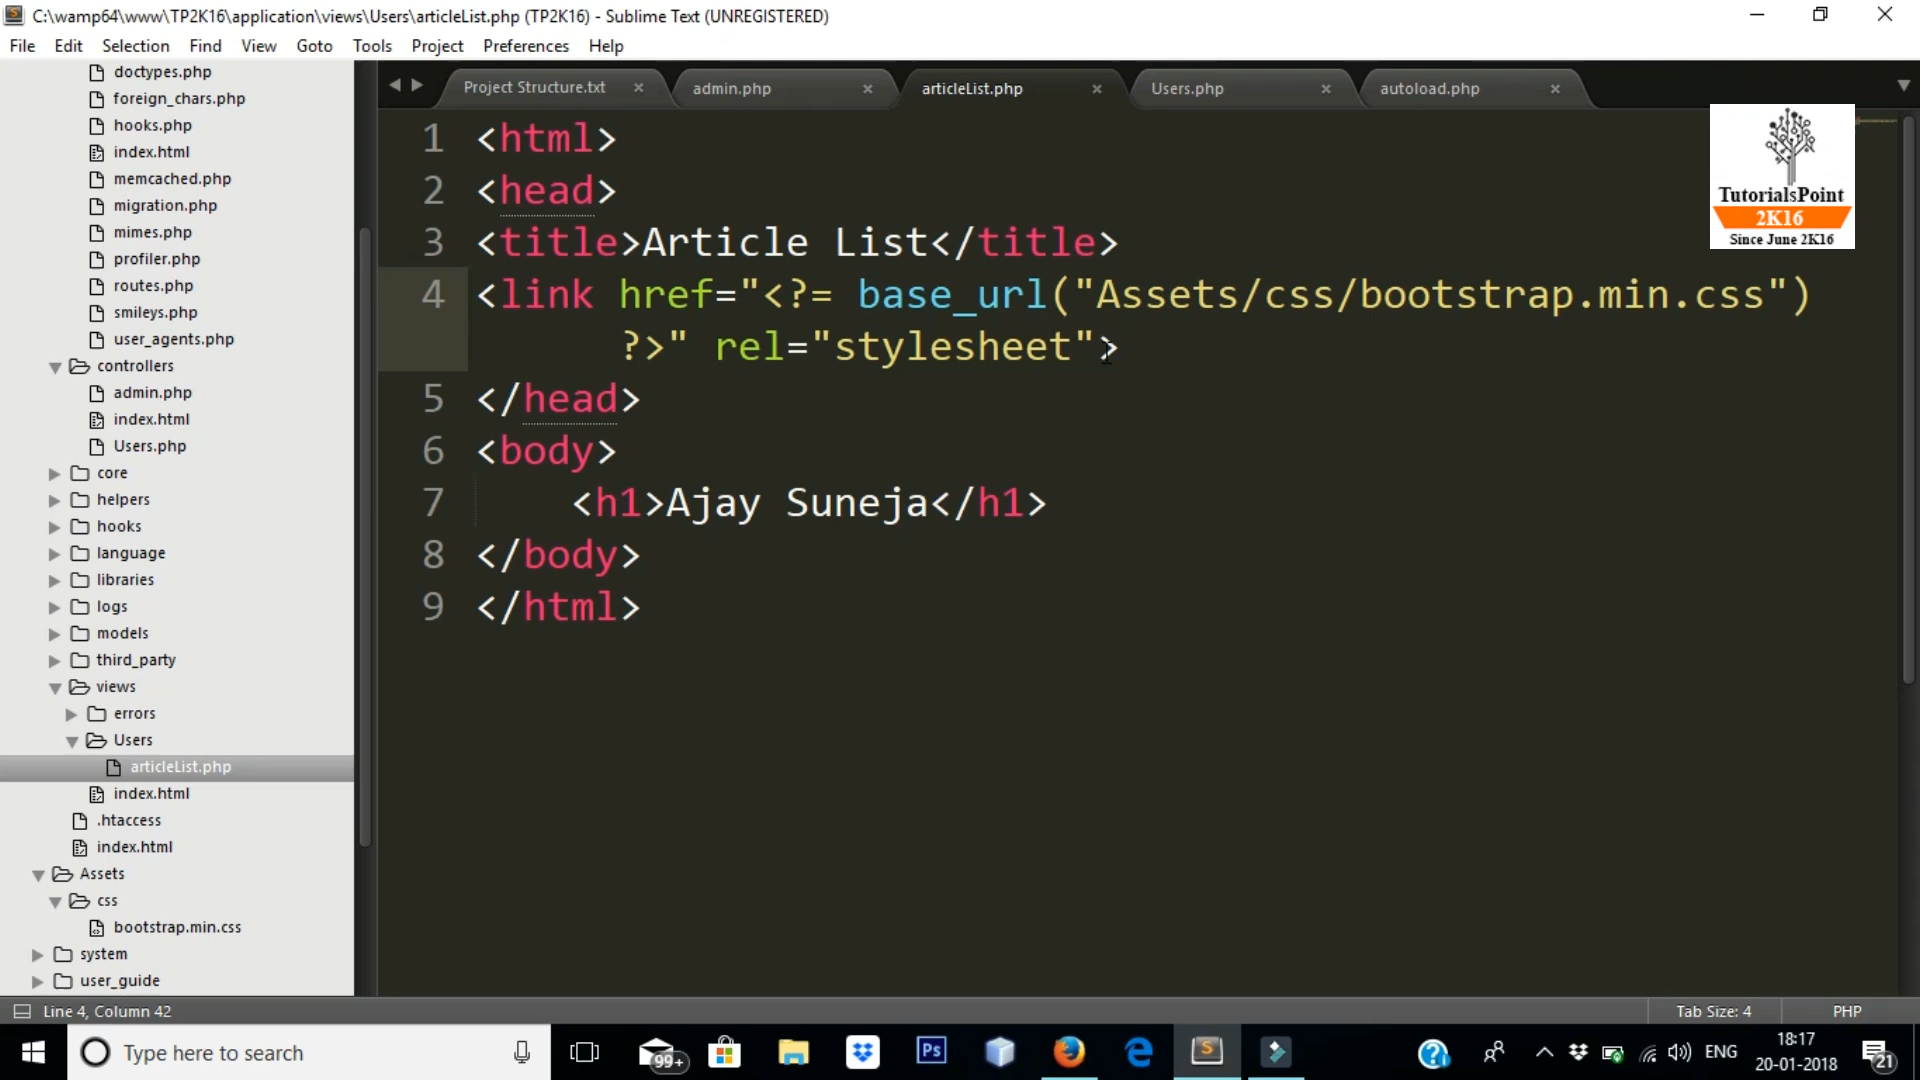 C:\wamp64\www\TP2K16\application\views\Users\articleList.php (TP2K16) - Sublime Text (UNREGISTERED)
File Edit Selection Find View Goto Tools Project Preferences Help
doctypes.php
foreign_chars.php
hooks.php
index.html
memcached.php
migration.php
mimes.php
profiler.php
routes.php
smileys.php
user_agents.php
controllers
admin.php
index.html
Users.php
core
helpers
hooks
language
libraries
logs
models
third_party
views
errors
Users
articleList.php
index.html
.htaccess
index.html
Assets
css
bootstrap.min.css
system
user_guide
Project Structure.txt admin.php articleList.php Users.php autoload.php
1 <html>
2 <head>
3 <title>Article List</title>
4 <link href="<?= base_url("Assets/css/bootstrap.min.css")
?>" rel="stylesheet">
5 </head>
6 <body>
7 <h1>Ajay Suneja</h1>
8 </body>
9 </html>
TutorialsPoint
2K16
Since June 2K16
Line 4, Column 42 Tab Size: 4 PHP
Type here to search 99+ Ps ENG 18:17
20-01-2018 21